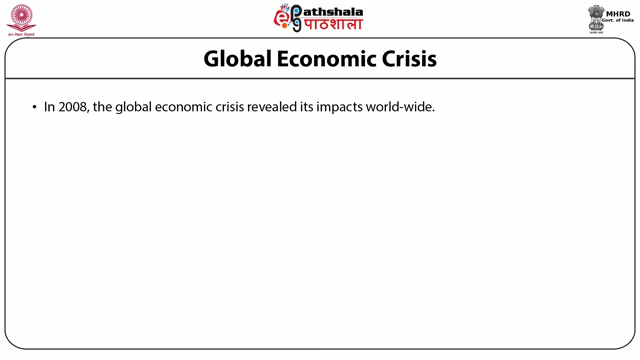 ePathshala
पाठशाला
MHRD
Govt. of India
Global Economic Crisis
• In 2008, the global economic crisis revealed its impacts world-wide.